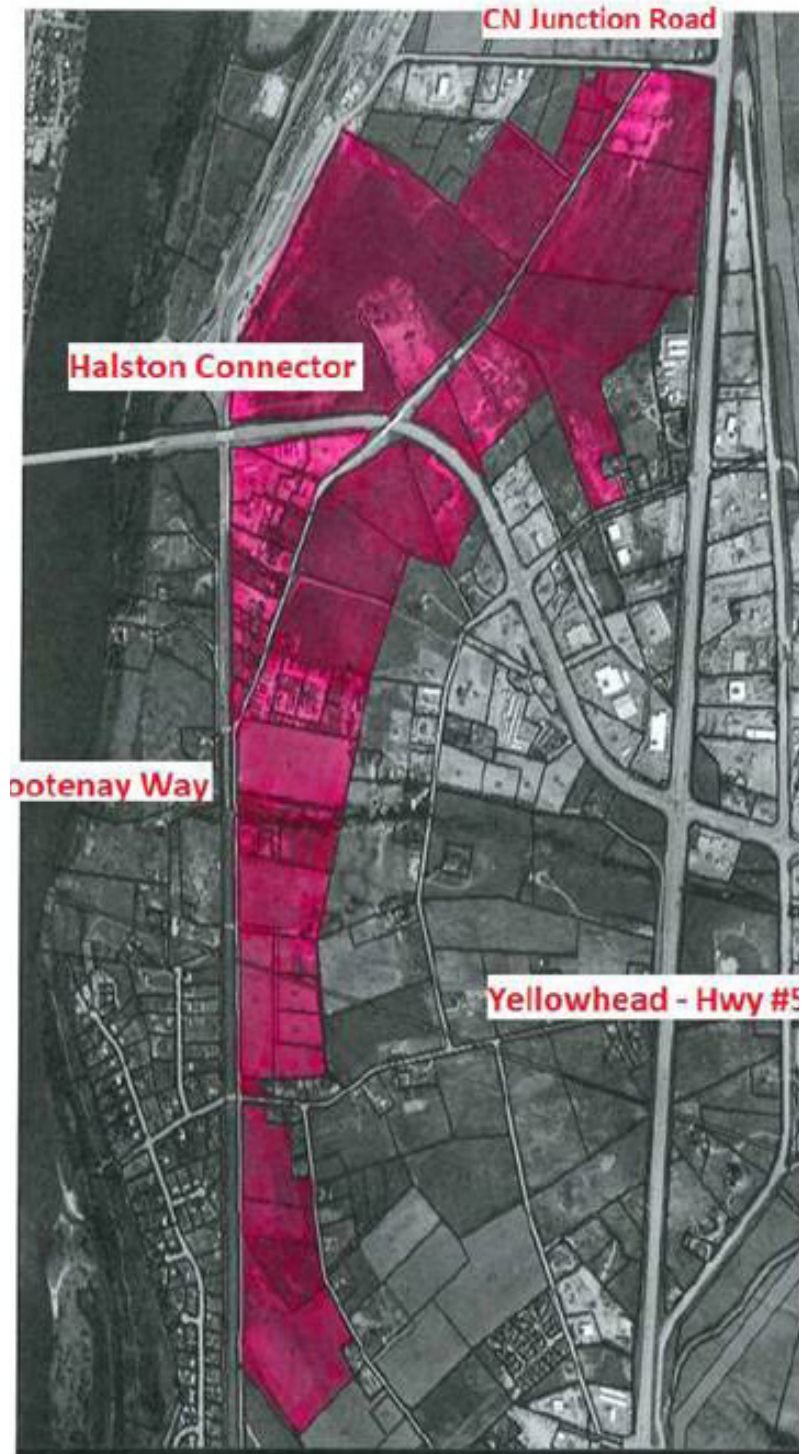 CN Junction Road
Halston Connector
ootenay Way
Yellowhead - Hwy #5